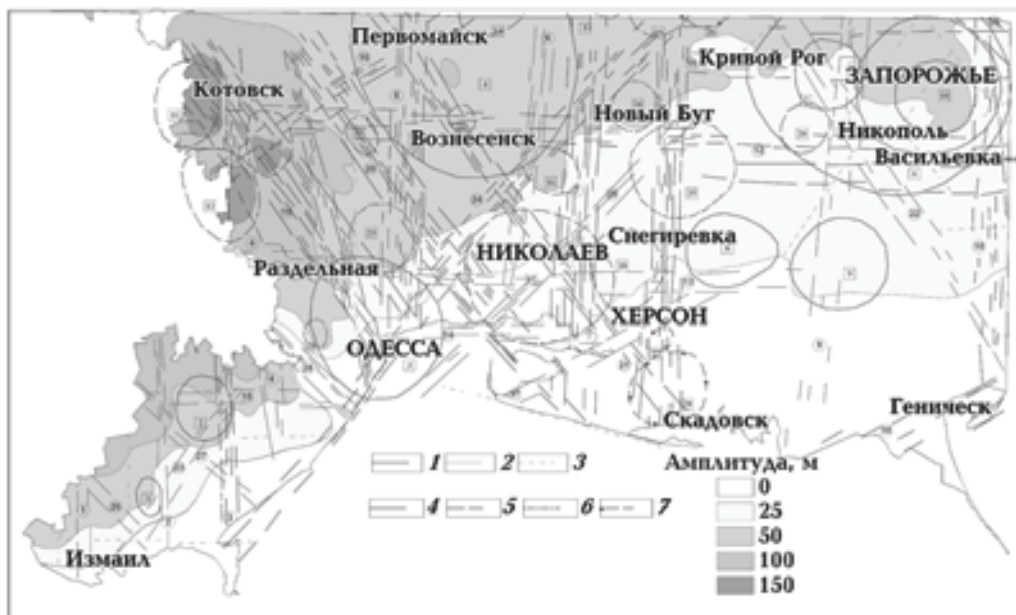 Первомайск
Кривой Рог
ЗАПОРОЖЬЕ
Котовск
Новый Буг
Вознесенск
Никополь
Васильевка
НИКОЛАЕВ
Снегиревка
Раздельная
ХЕРСОН
ОДЕССА
Скадовск
Геническ
Измаил
1 2 3
4 5 6 7
Амплитуда, м
0
25
50
100
150